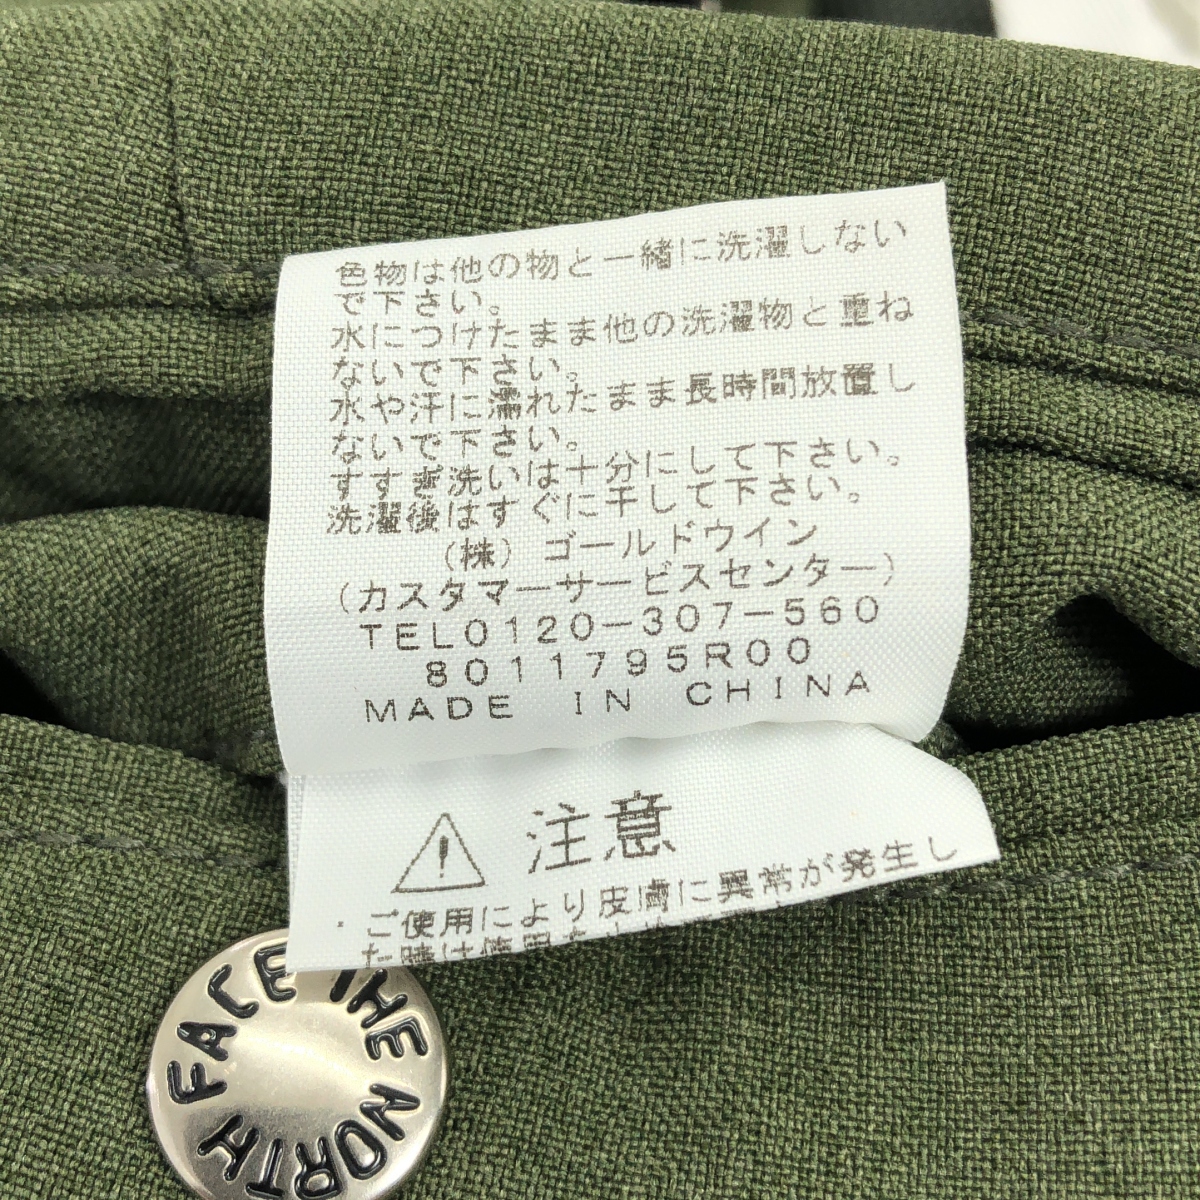 色物は他の物と一緒に洗濯しない
で下さい。
水につけたまま他の洗濯物と重ね
ないで下さい。
水や汗に濡れたまま長時間放置し
ないで下さい。
すすぎ洗いは十分にして下さい。
洗濯後はすぐに干して下さい。
(株) ゴールドウイン
(カスタマーサービスセンター)
TEL0120-307-560
8011795R00
MADE IN CHINA
注意
・ご使用により皮膚に異常が発生し
た時は使用
THE NORTH FACE